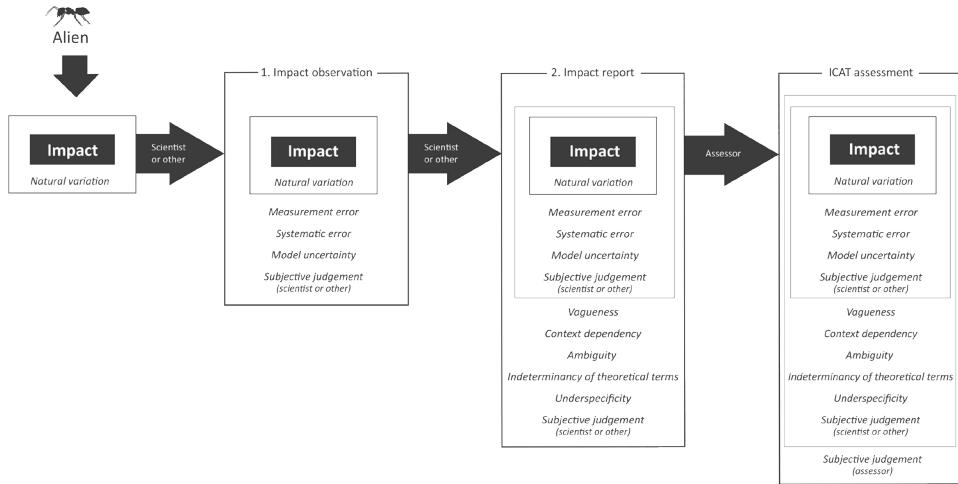 Alien
Impact
Natural variation
Scientist
or other
1. Impact observation
Impact
Natural variation
Measurement error
Systematic error
Model uncertainty
Subjective judgement
(scientist or other)
Scientist
or other
2. Impact report
Impact
Natural variation
Measurement error
Systematic error
Model uncertainty
Subjective judgement
(scientist or other)
Vagueness
Context dependency
Ambiguity
Indeterminancy of theoretical terms
Underspecificity
Subjective judgement
(scientist or other)
Assessor
ICAT assessment
Impact
Natural variation
Measurement error
Systematic error
Model uncertainty
Subjective judgement
(scientist or other)
Vagueness
Context dependency
Ambiguity
Indeterminancy of theoretical terms
Underspecificity
Subjective judgement
(scientist or other)
Subjective judgement
(assessor)